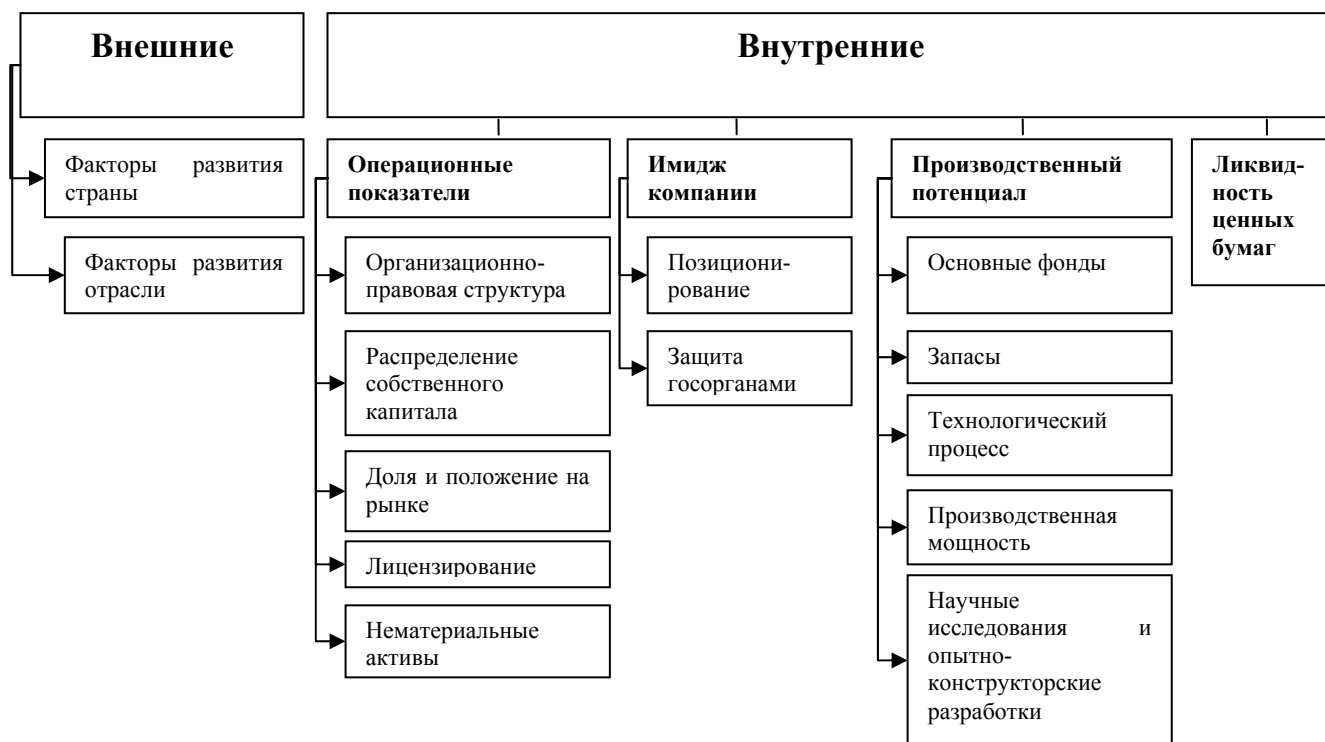 Внешние
Внутренние
Факторы развития
страны
Факторы развития
отрасли
Операционные
показатели
Организационно-
правовая структура
Распределение
собственного
капитала
Доля и положение на
рынке
Лицензирование
Нематериальные
активы
Имидж
компании
Позициони-
рование
Защита
госорганами
Производственный
потенциал
Основные фонды
Запасы
Технологический
процесс
Производственная
мощность
Научные
исследования и
опытно-
конструкторские
разработки
Ликвид-
ность
ценных
бумаг